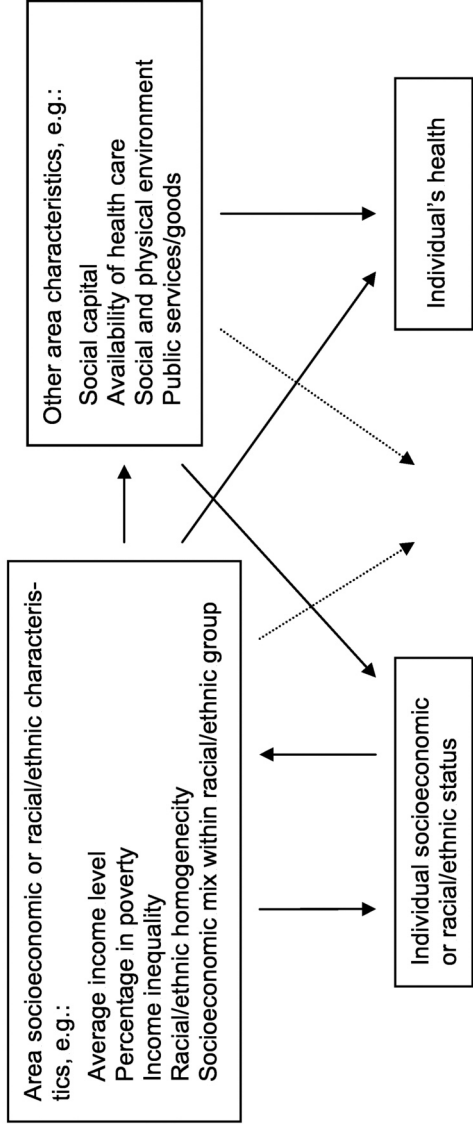 Area socioeconomic or racial/ethnic characteris-
tics, e.g.:
Average income level
Percentage in poverty
Income inequality
Racial/ethnic homogenecity
Socioeconomic mix within racial/ethnic group
Other area characteristics, e.g.:
Social capital
Availability of health care
Social and physical environment
Public services/goods
Individual socioeconomic
or racial/ethnic status
Individual's health